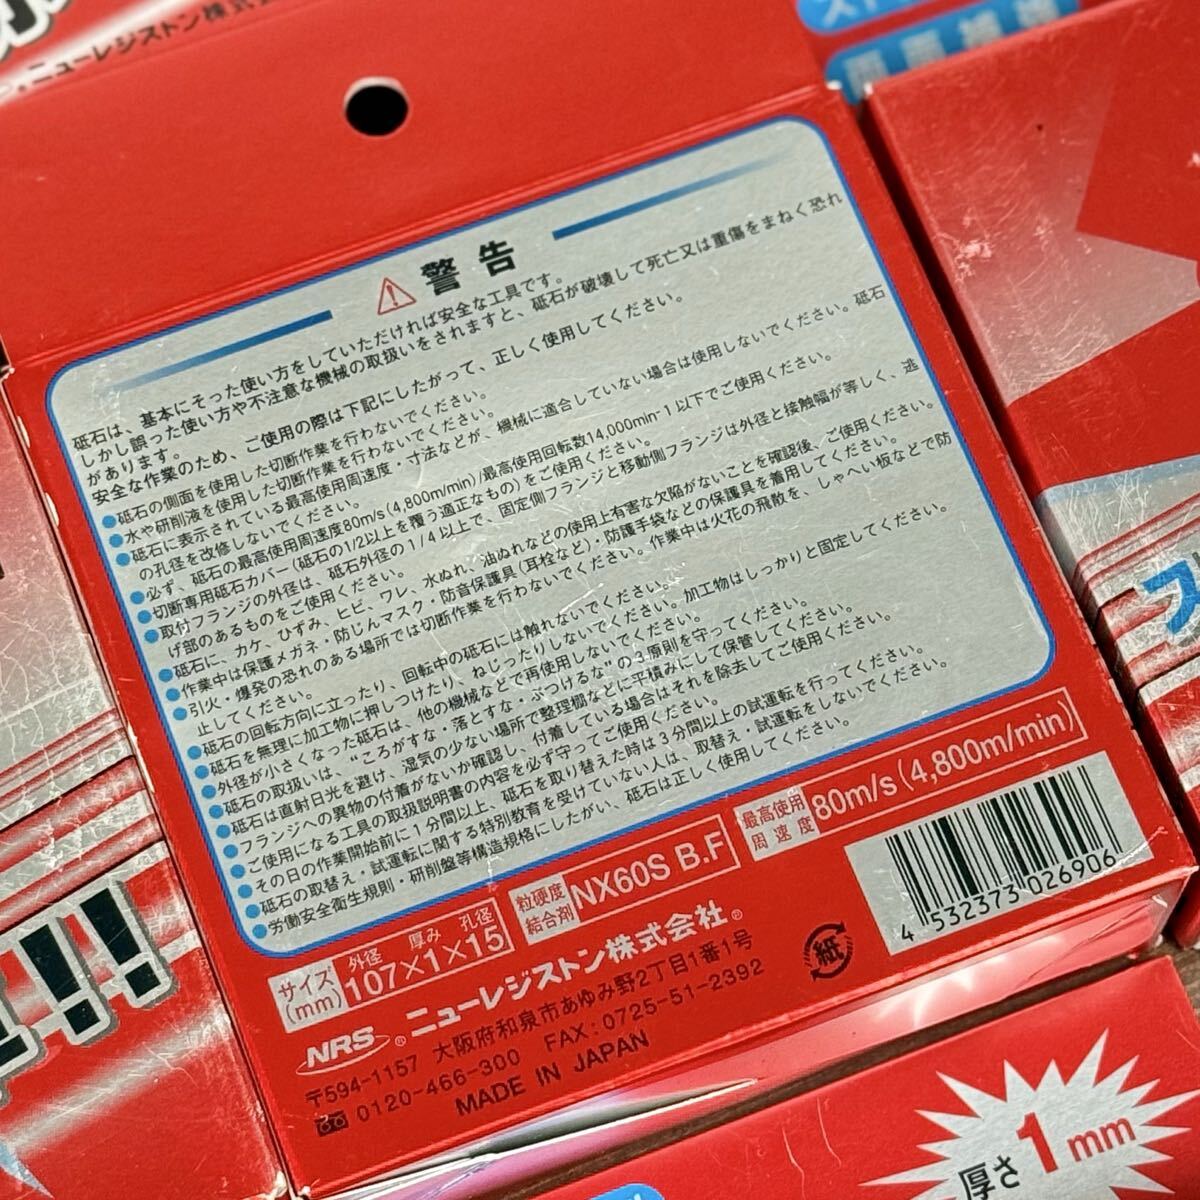 ニューレジストン株式会
警告
砥石は、基本にそった使い方をしていただければ安全な工具です。
しかし誤った使い方や不注意な機械の取扱いをされますと、砥石が破壊して死亡又は重傷をまねく恐れ
があります。
安全な作業のため、ご使用の際は下記にしたがって、正しく使用してください。
●砥石の側面を使用した切断作業を行わないでください。
●水や研削液を使用した切断作業を行わないでください。
●砥石に表示されている最高使用周速度・寸法などが、機械に適合していない場合は使用しないでください。砥石
の孔径を改修しないでください。
●必ず、砥石の最高使用周速度80m/s(4,800m/min)/最高使用回転数14,000min-1以下でご使用ください。
●切断専用砥石カバー(砥石の1/2以上を覆う適正なもの)をご使用ください。
●取付フランジの外径は、砥石外径の1/4以上で、固定側フランジと移動側フランジは外径と接触幅が等しく、逃
げ部のあるものをご使用ください。
●砥石に、カケ、ひずみ、ヒビ、ワレ、水ぬれ、油ぬれなどの使用上有害な欠陥がないことを確認後、ご使用ください。
●作業中は保護メガネ・防じんマスク・防音保護具(耳栓など)・防護手袋などの保護具を着用してください。
●引火・爆発の恐れのある場所では切断作業を行わないでください。作業中は火花の飛散を、しゃへい板などで防
止してください。
●砥石の回転方向に立ったり、回転中の砥石には触れないでください。
●砥石を無理に加工物に押しつけたり、ねじったりしないでください。加工物はしっかりと固定してください。
●外径が小さくなった砥石は、他の機械などで再使用しないでください。
●砥石の取扱いは、“ころがすな・落とすな・ぶつけるな”の3原則を守ってください。
●砥石は直射日光を避け、湿気の少ない場所で整理棚などに平積みにして保管してください。
●フランジへの異物の付着がないか確認し、付着している場合はそれを除去してご使用ください。
●ご使用になる工具の取扱説明書の内容を必ず守ってご使用ください。
●その日の作業開始前に1分間以上、砥石を取り替えた時は3分間以上の試運転を行ってください。
●砥石の取替え・試運転に関する特別教育を受けていない人は、取替え・試運転をしないでください。
●労働安全衛生規則・研削盤等構造規格にしたがい、砥石は正しく使用してください。
サイズ(mm) 外径 厚み 孔径 107×1×15
粒硬度 結合剤 NX60S B.F
最高使用周速度 80m/s(4,800m/min)
NRS® ニューレジストン株式会社®
〒594-1157 大阪府和泉市あゆみ野2丁目1番1号
0120-466-300 FAX:0725-51-2392
MADE IN JAPAN
紙
4 532373 026906
!!
厚さ1mm